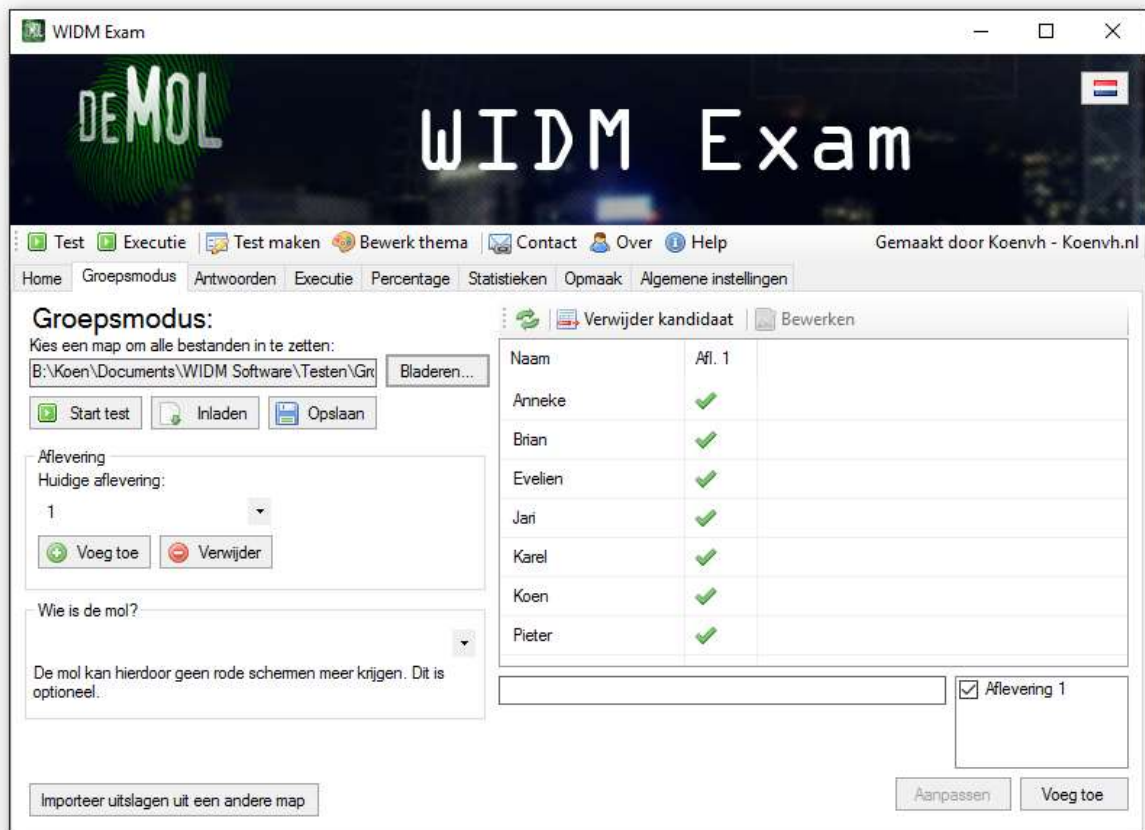 WIDM Exam
DE MOL
WIDM Exam
Test Executie Test maken Bewerk thema Contact Over Help Gemaakt door Koenvh - Koenvh.nl
Home Groepsmodus Antwoorden Executie Percentage Statistieken Opmaak Algemene instellingen
Groepsmodus:
Kies een map om alle bestanden in te zetten:
B:\Koen\Documents\WIDM Software\Testen\Gro Bladeren...
Start test Inladen Opslaan
Aflevering
Huidige aflevering:
1
Voeg toe Verwijder
Wie is de mol?
De mol kan hierdoor geen rode schermen meer krijgen. Dit is
optioneel.
Importeer uitslagen uit een andere map
Verwijder kandidaat Bewerken
Naam Afl. 1
Anneke
Brian
Evelien
Jari
Karel
Koen
Pieter
Aflevering 1
Aanpassen Voeg toe